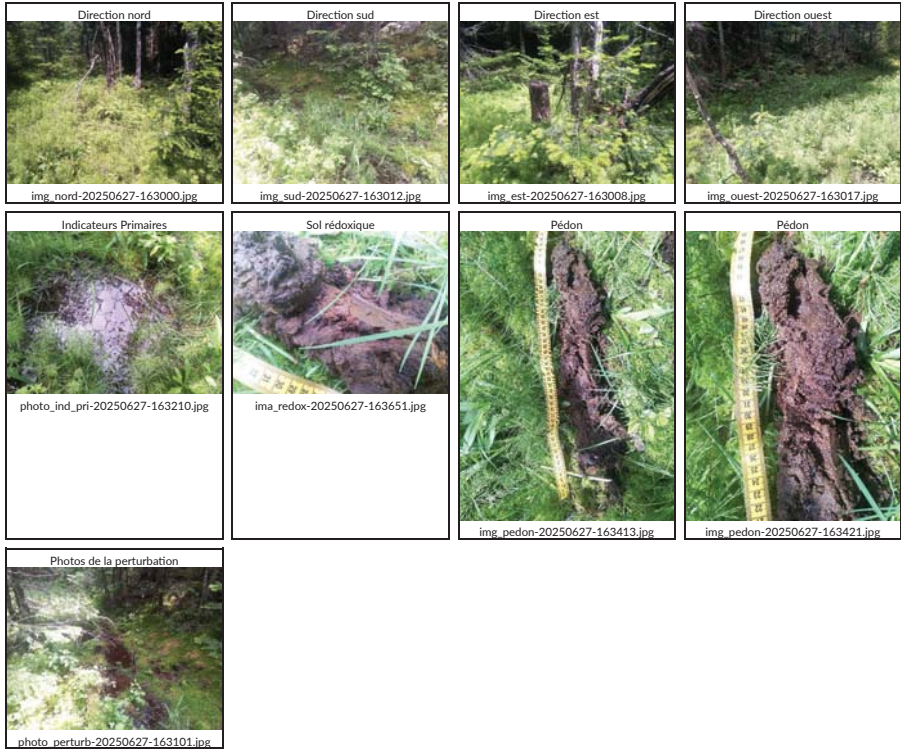 Direction nord
Direction sud
Direction est
Direction ouest
img_nord-20250627-163000.jpg
img_sud-20250627-163012.jpg
img_est-20250627-163008.jpg
img_ouest-20250627-163017.jpg
Indicateurs Primaires
Sol rédoxique
Pédon
Pédon
photo_ind_pri-20250627-163210.jpg
ima_redox-20250627-163651.jpg
img_pedon-20250627-163413.jpg
img_pedon-20250627-163421.jpg
Photos de la perturbation
photo_perturb-20250627-163101.jpg